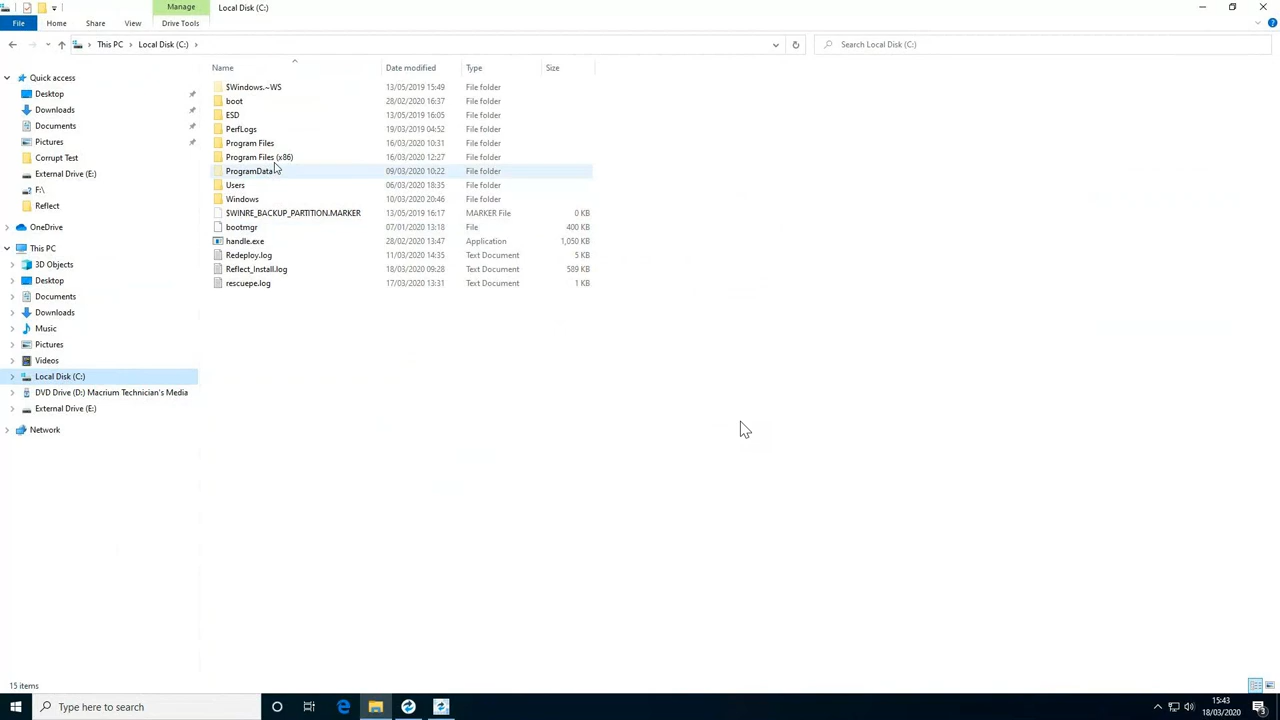 Manage
Local Disk (C:)
File
Home
Share
View
Drive Tools
This PC
Local Disk (C:)
Search Local Disk (C:)
Quick access
Desktop
Downloads
Documents
Pictures
Corrupt Test
External Drive (E:)
F:\
Reflect
OneDrive
This PC
3D Objects
Desktop
Documents
Downloads
Music
Pictures
Videos
Local Disk (C:)
DVD Drive (D:) Macrium Technician's Media
External Drive (E:)
Network
Name Date modified Type Size
$Windows.~WS 13/05/2019 15:49 File folder
boot 28/02/2020 16:37 File folder
ESD 13/05/2019 16:05 File folder
PerfLogs 19/03/2019 04:52 File folder
Program Files 16/03/2020 10:31 File folder
Program Files (x86) 16/03/2020 12:27 File folder
ProgramData 09/03/2020 10:22 File folder
Users 06/03/2020 18:35 File folder
Windows 10/03/2020 20:46 File folder
$WINRE_BACKUP_PARTITION.MARKER 13/05/2019 16:17 MARKER File 0 KB
bootmgr 07/01/2020 13:18 File 400 KB
handle.exe 28/02/2020 13:47 Application 1,050 KB
Redeploy.log 11/03/2020 14:35 Text Document 5 KB
Reflect_Install.log 18/03/2020 09:28 Text Document 589 KB
rescuepe.log 17/03/2020 13:31 Text Document 1 KB
15 items
Type here to search
15:43
18/03/2020
3